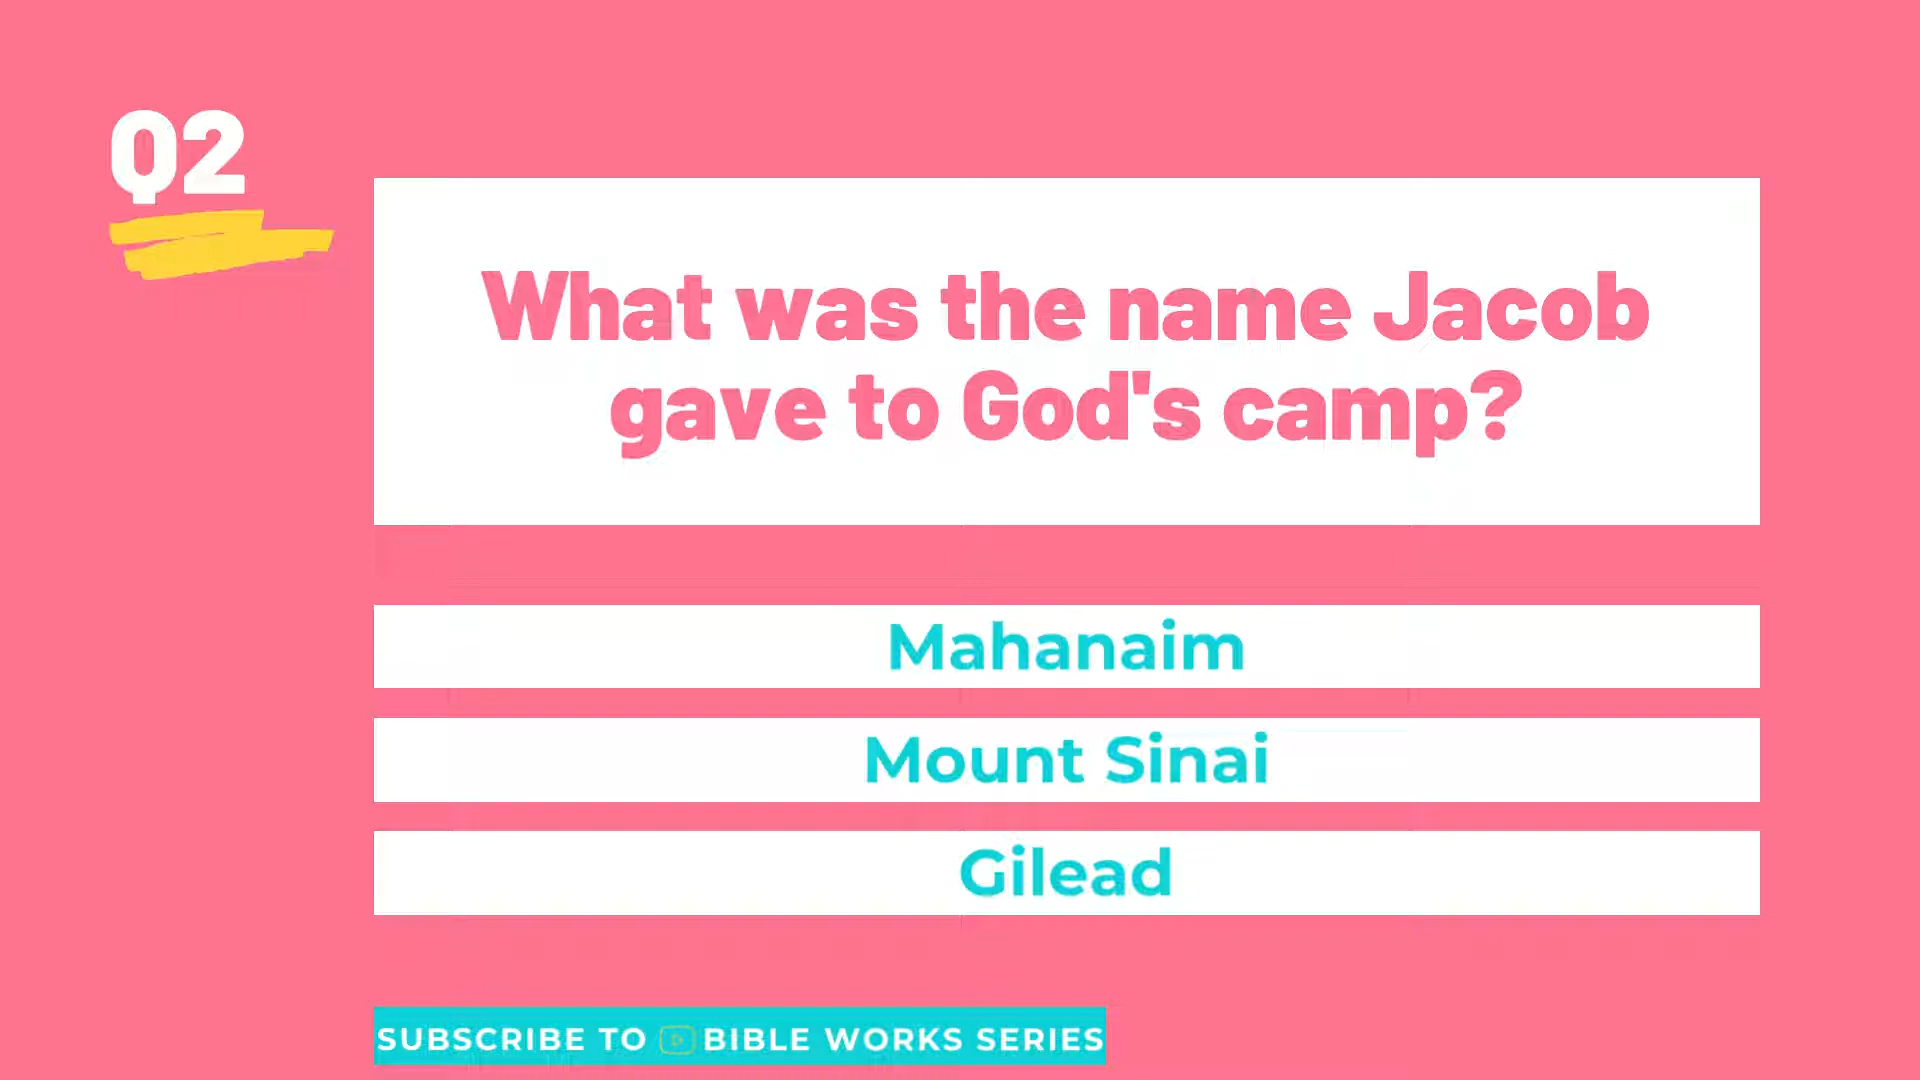 Q2
What was the name Jacob
gave to God's camp?
Mahanaim
Mount Sinai
Gilead
SUBSCRIBE TO BIBLE WORKS SERIES